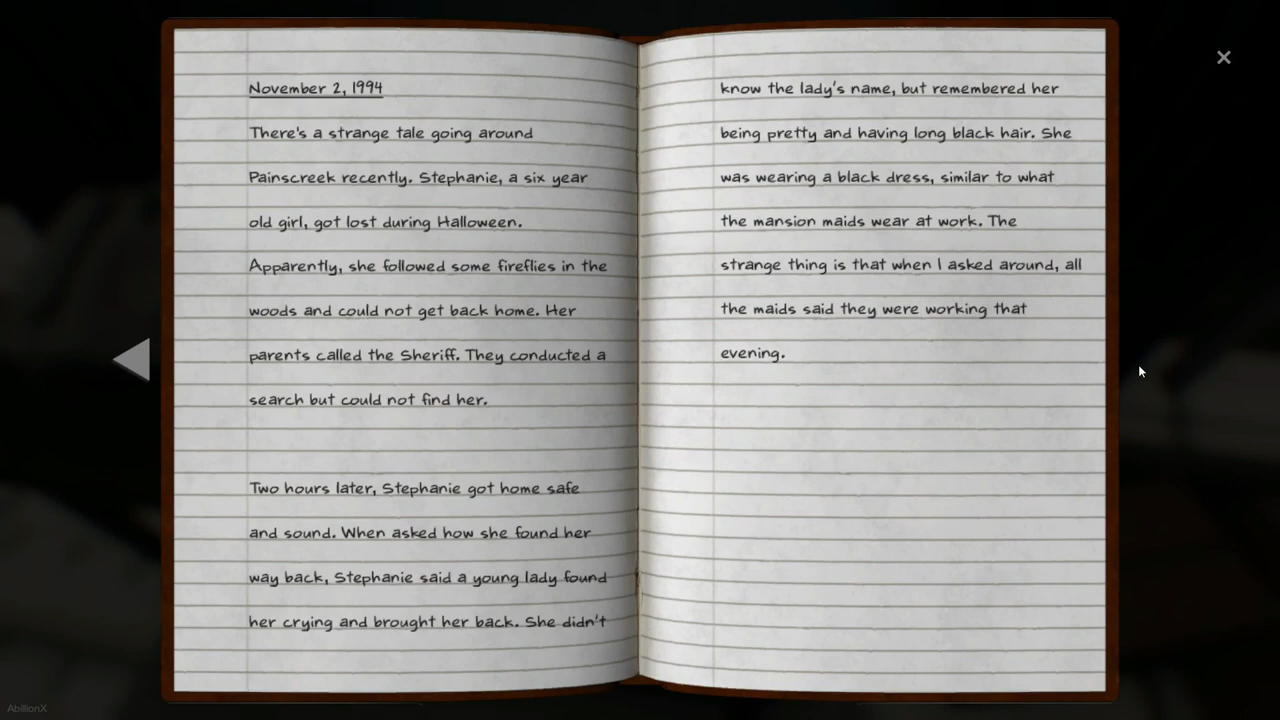 November 2, 1994
There's a strange tale going around
Painscreek recently. Stephanie, a six year
old girl, got lost during Halloween.
Apparently, she followed some fireflies in the
woods and could not get back home. Her
parents called the Sheriff. They conducted a
search but could not find her.
Two hours later, Stephanie got home safe
and sound. When asked how she found her
way back, Stephanie said a young lady found
her crying and brought her back. She didn't
know the lady's name, but remembered her
being pretty and having long black hair. She
was wearing a black dress, similar to what
the mansion maids wear at work. The
strange thing is that when I asked around, all
the maids said they were working that
evening.
AbillionX